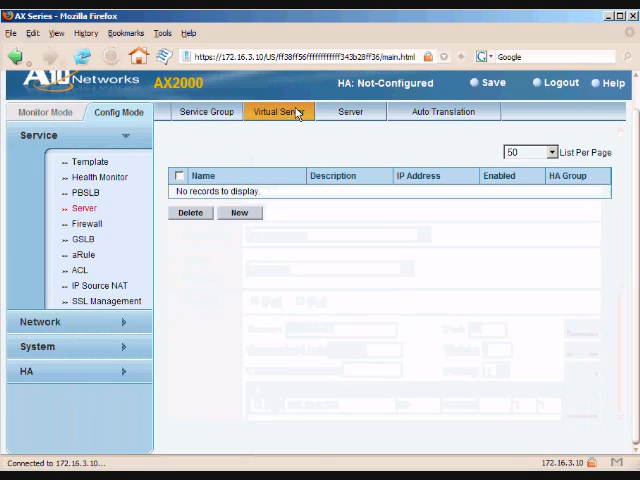 AX Series - Mozilla Firefox
File Edit View History Bookmarks Tools Help
https://172.16.3.10/US/ff38ff56ffffffffffffff343b28ff36/main.html Google
Networks AX2000 HA: Not-Configured Save Logout Help
Monitor Mode Config Mode Service Group Virtual Server Server Auto Translation
Service
50 List Per Page
Template
Health Monitor
Name Description IP Address Enabled HA Group
PBSLB
No records to display.
Server
Delete New
Firewall
GSLB
aRule
ACL
IP Source NAT
SSL Management
Network
System
HA
Connected to 172.16.3.10... 172.16.3.10